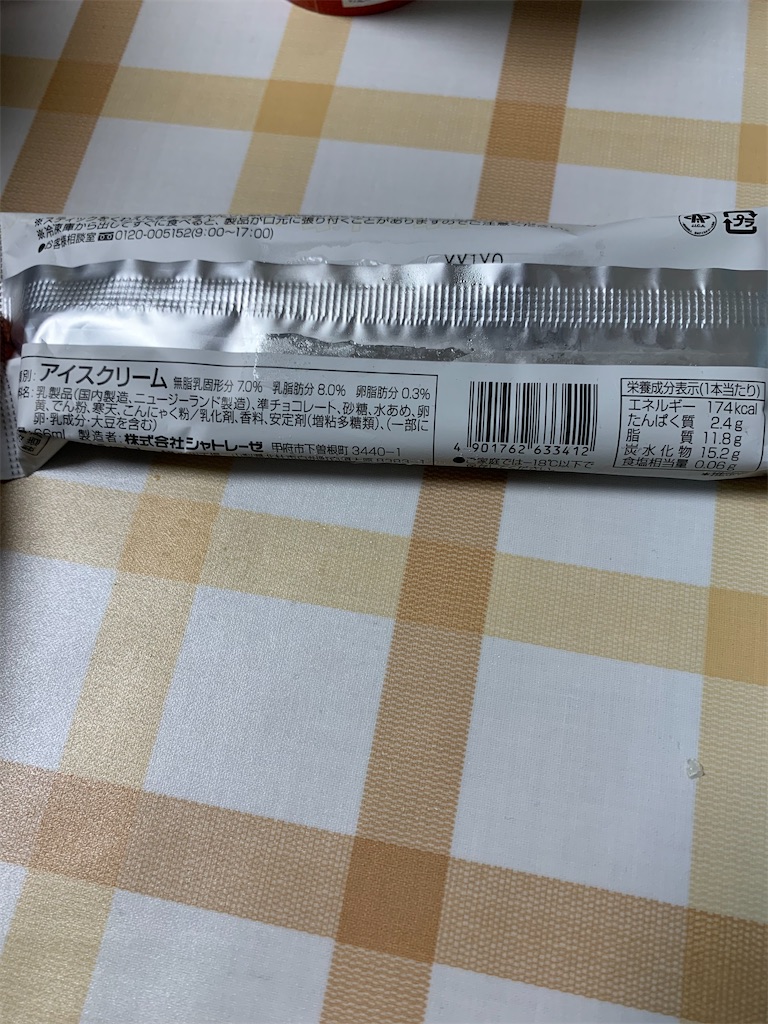 ※冷凍庫から出してすぐに食べると、製品が口元に張り付くことがありますのでご注意ください。
●お客様相談室☎0120-005152(9:00～17:00)
プラ
別:アイスクリーム 無脂乳固形分 7.0% 乳脂肪分 8.0% 卵脂肪分 0.3%
名:乳製品(国内製造、ニュージーランド製造)、準チョコレート、砂糖、水あめ、卵
黄、でん粉、寒天、こんにゃく粉/乳化剤、香料、安定剤(増粘多糖類)、(一部に
卵・乳成分・大豆を含む)
ml 製造者:株式会社シャトレーゼ 甲府市下曽根町 3440-1
4 901762 633412
●ご家庭では-18℃以下で
栄養成分表示(1本当たり)
エネルギー 174kcal
たんぱく質 2.4g
脂質 11.8g
炭水化物 15.2g
食塩相当量 0.06g